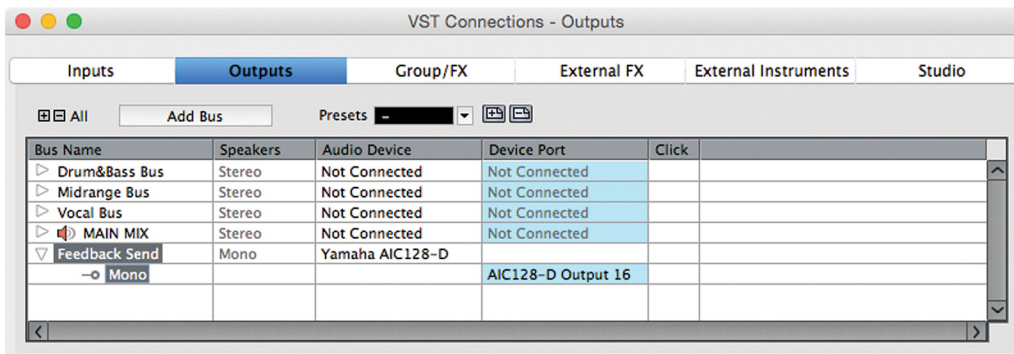 VST Connections - Outputs
Inputs Outputs Group/FX External FX External Instruments Studio
All Add Bus Presets -
Bus Name Speakers Audio Device Device Port Click
Drum&Bass Bus Stereo Not Connected Not Connected
Midrange Bus Stereo Not Connected Not Connected
Vocal Bus Stereo Not Connected Not Connected
MAIN MIX Stereo Not Connected Not Connected
Feedback Send Mono Yamaha AIC128-D
Mono AIC128-D Output 16